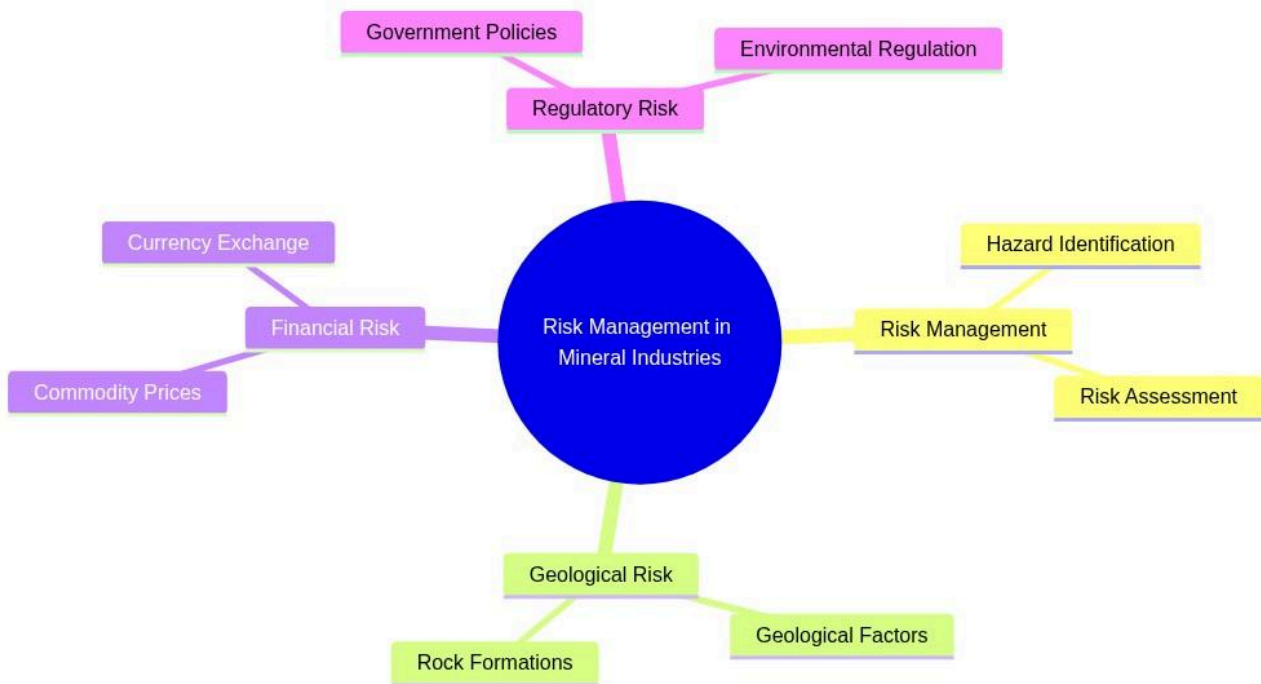 Government Policies
Environmental Regulation
Regulatory Risk
Currency Exchange
Hazard Identification
Financial Risk
Risk Management in
Mineral Industries
Risk Management
Commodity Prices
Risk Assessment
Geological Risk
Geological Factors
Rock Formations